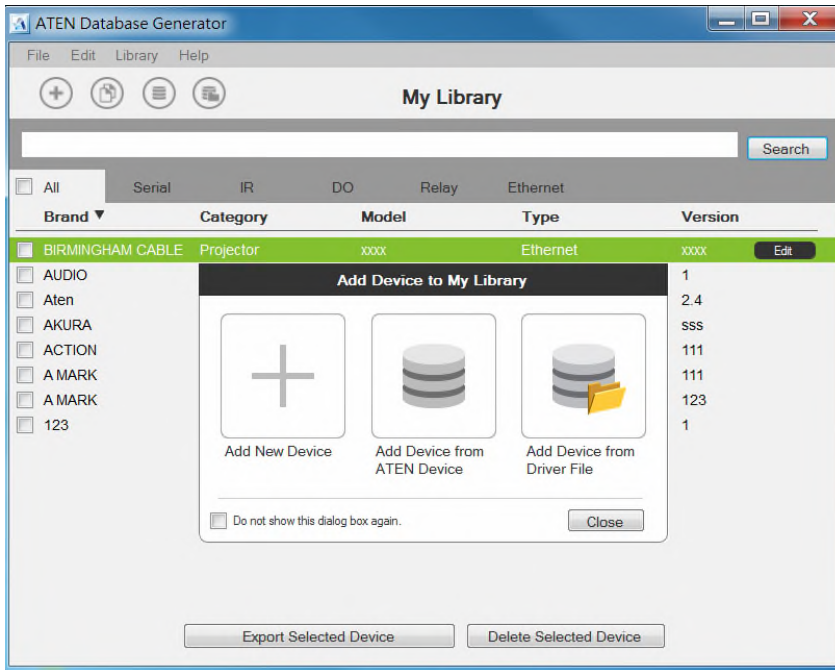 ATEN Database Generator
File Edit Library Help
My Library
Search
All Serial IR DO Relay Ethernet
Brand ▼ Category Model Type Version
BIRMINGHAM CABLE Projector xxxx Ethernet xxxx Edit
AUDIO 1
Aten 2.4
AKURA sss
ACTION 111
A MARK 111
A MARK 123
123 1
Add Device to My Library
Add New Device
Add Device from
ATEN Device
Add Device from
Driver File
Do not show this dialog box again.
Close
Export Selected Device Delete Selected Device